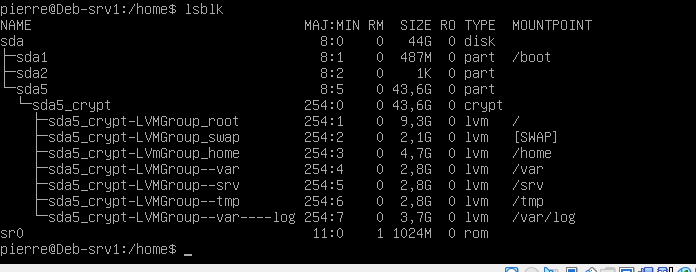 pierre@Deb-srv1:/home$ lsblk
NAME                                MAJ:MIN RM  SIZE RO TYPE  MOUNTPOINT
sda                                   8:0    0   44G  0 disk
├─sda1                                8:1    0  487M  0 part  /boot
├─sda2                                8:2    0    1K  0 part
└─sda5                                8:5    0 43,6G  0 part
  └─sda5_crypt                      254:0    0 43,6G  0 crypt
    ├─sda5_crypt-LVMGroup_root      254:1    0  9,3G  0 lvm   /
    ├─sda5_crypt-LVMGroup_swap      254:2    0  2,1G  0 lvm   [SWAP]
    ├─sda5_crypt-LVMGroup_home      254:3    0  4,7G  0 lvm   /home
    ├─sda5_crypt-LVMGroup--var      254:4    0  2,8G  0 lvm   /var
    ├─sda5_crypt-LVMGroup--srv      254:5    0  2,8G  0 lvm   /srv
    ├─sda5_crypt-LVMGroup--tmp      254:6    0  2,8G  0 lvm   /tmp
    └─sda5_crypt-LVMGroup--var----log 254:7  0  3,7G  0 lvm   /var/log
sr0                                  11:0    1 1024M  0 rom
pierre@Deb-srv1:/home$ _